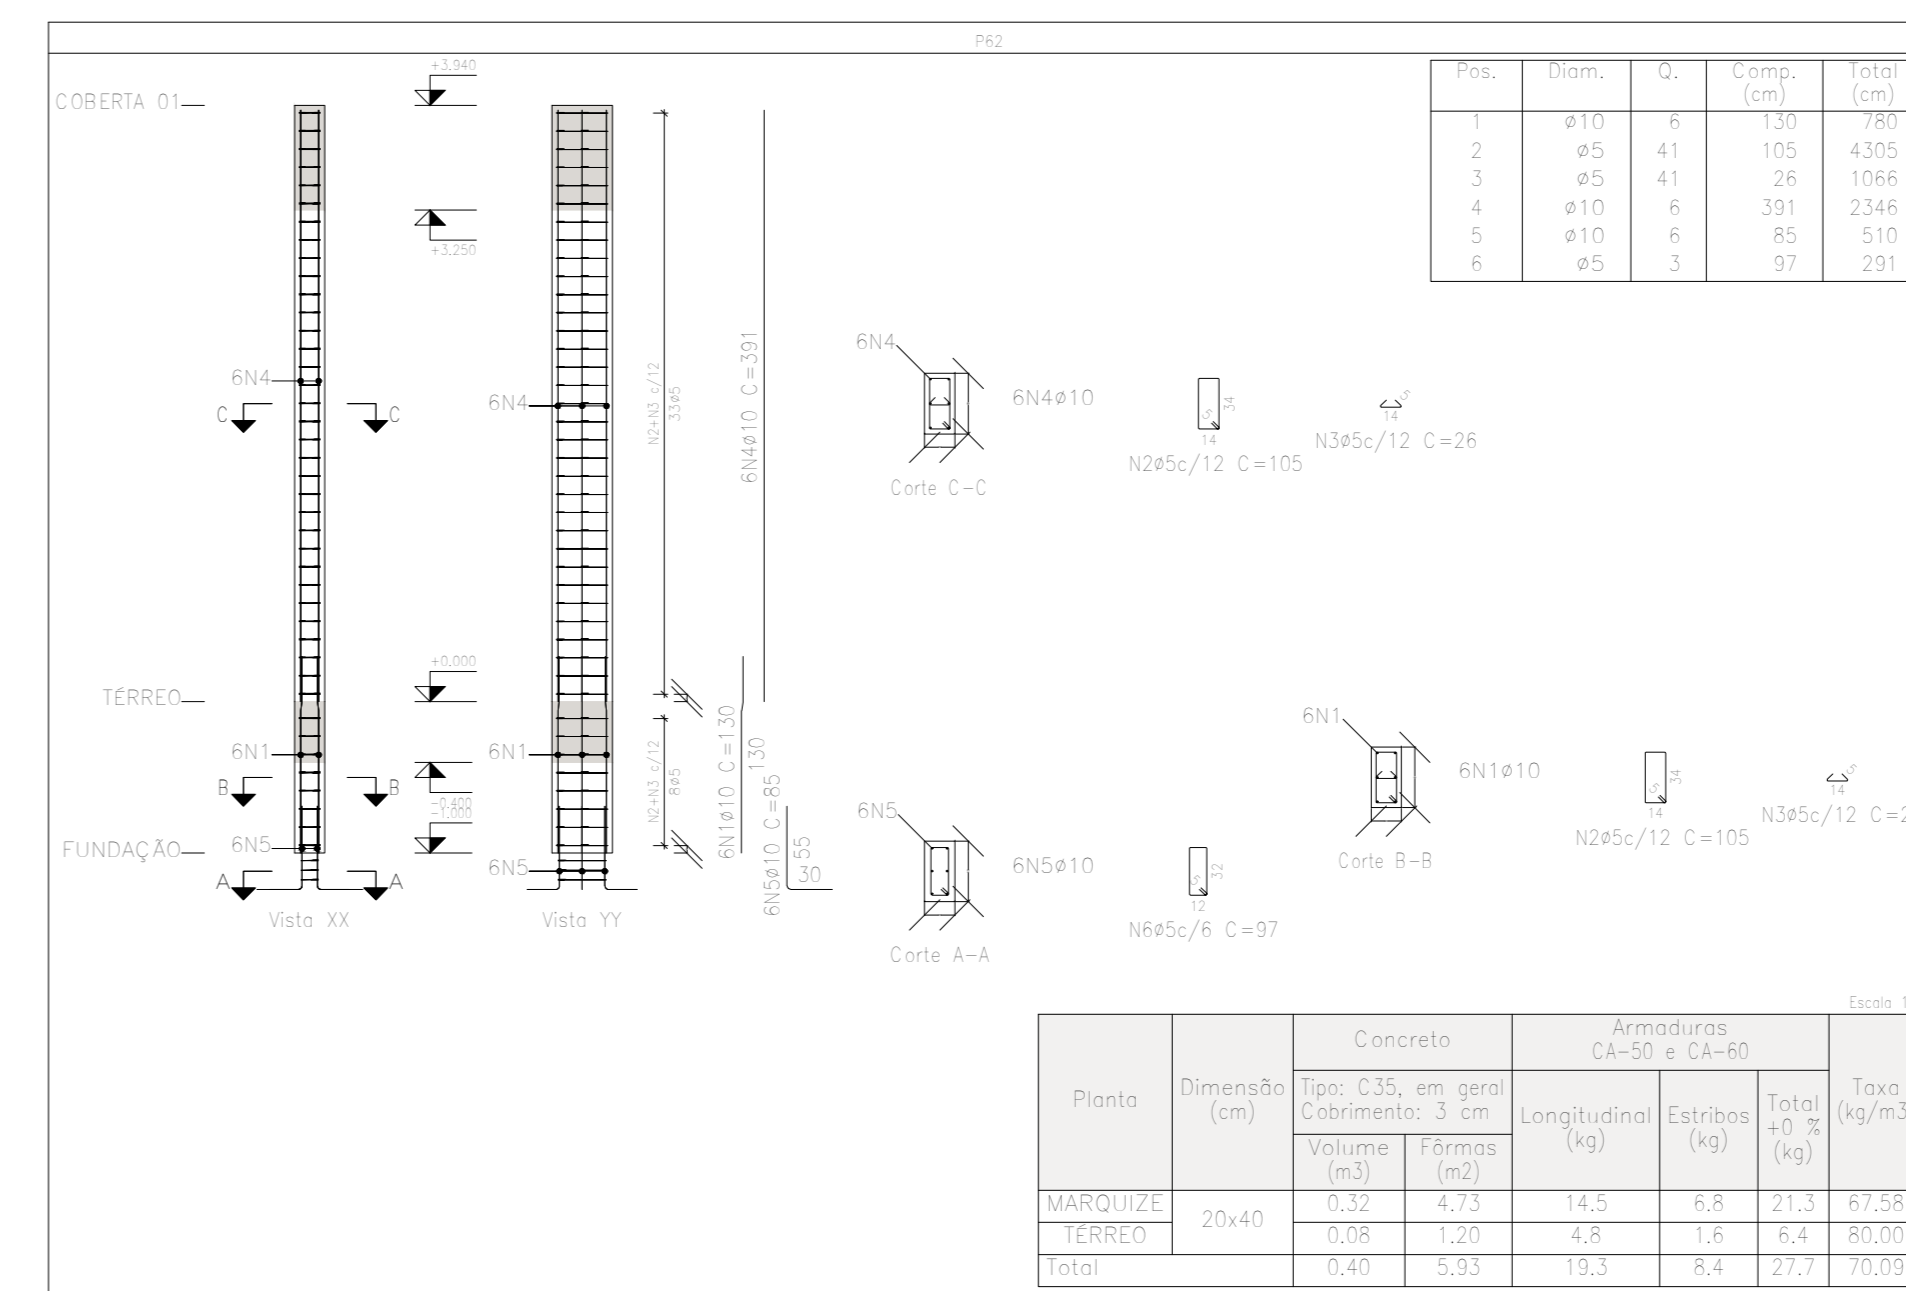 P62
COBERTA 01
+3.940
+3.250
6N4
C
C
6N4
N2+N3 c/12
33ø5
6N4ø10 C=391
TÉRREO
+0.000
6N1
6N1
B
B
-0.400
-1.000
N2+N3 c/12
8ø5
6N1ø10 C=130
130
FUNDAÇÃO
6N5
6N5
A
A
6N5ø10 C=85
55
30
Vista XX
Vista YY
Pos.
Diam.
Q.
Comp.
(cm)
Total
(cm)
1 ø10 6 130 780
2 ø5 41 105 4305
3 ø5 41 26 1066
4 ø10 6 391 2346
5 ø10 6 85 510
6 ø5 3 97 291
6N4
6N4ø10
Corte C-C
5
34
14
N2ø5c/12 C=105
5
14
N3ø5c/12 C=26
6N1
6N1ø10
Corte B-B
5
34
14
N2ø5c/12 C=105
5
14
N3ø5c/12 C=2
6N5
6N5ø10
Corte A-A
5
32
12
N6ø5c/6 C=97
Escala 1
Planta
Dimensão
(cm)
Concreto
Tipo: C35, em geral
Cobrimento: 3 cm
Volume
(m3)
Fôrmas
(m2)
Armaduras
CA-50 e CA-60
Longitudinal
(kg)
Estribos
(kg)
Total
+0 %
(kg)
Taxa
(kg/m3
MARQUIZE 20x40 0.32 4.73 14.5 6.8 21.3 67.58
TÉRREO 0.08 1.20 4.8 1.6 6.4 80.00
Total 0.40 5.93 19.3 8.4 27.7 70.09